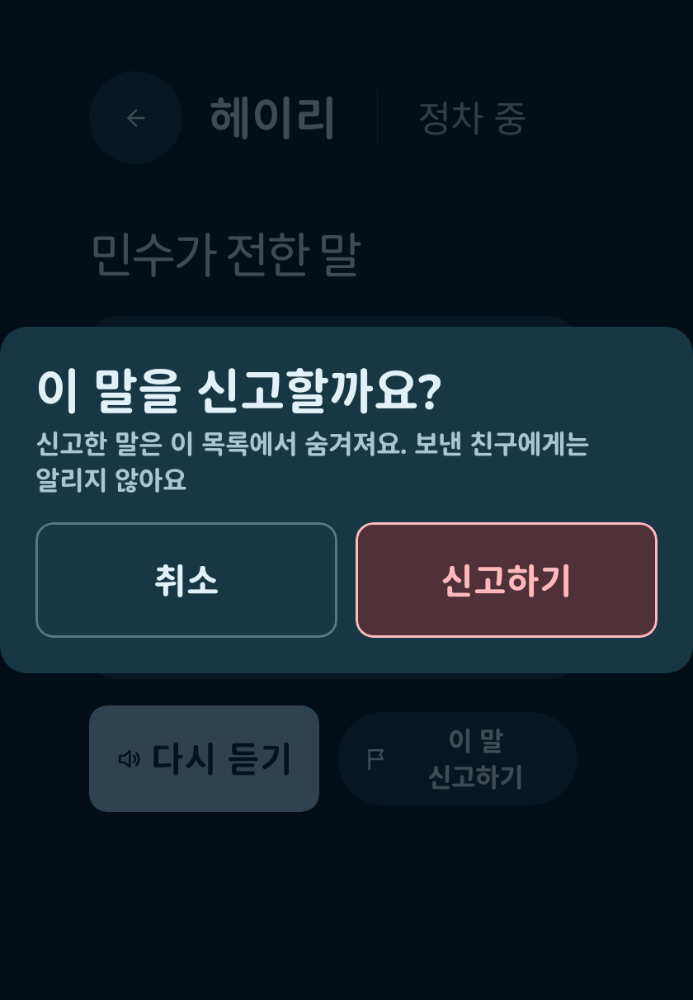 헤이리
정차 중
민수가 전한 말
이 말을 신고할까요?
신고한 말은 이 목록에서 숨겨져요. 보낸 친구에게는
알리지 않아요
취소
신고하기
다시 듣기
이 말
신고하기